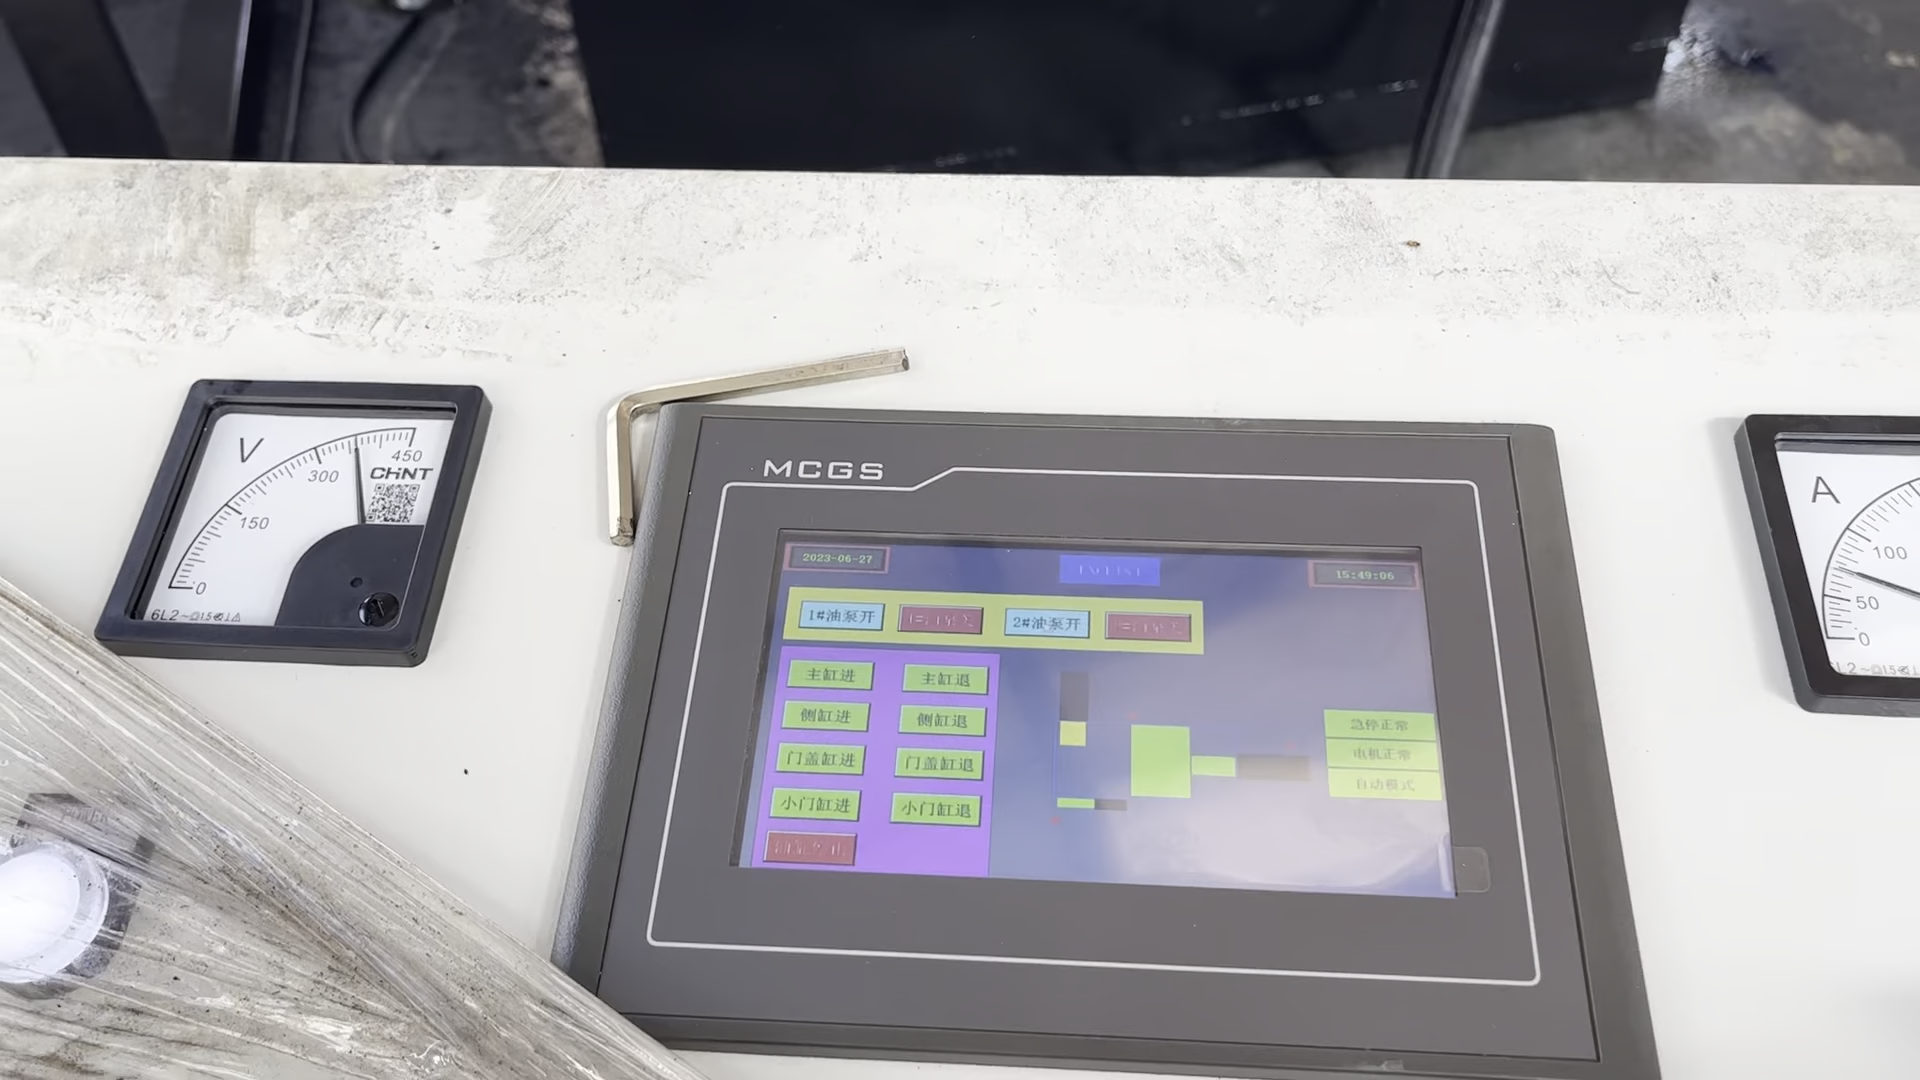 V
450
300
150
0
CHNT
6L2
MCGS
2023-06-27
15:49:06
1#油泵开
2#油泵开
主缸进
主缸退
侧缸进
侧缸退
门盖缸进
门盖缸退
小门缸进
小门缸退
急停正常
电机正常
自动模式
A
100
50
0